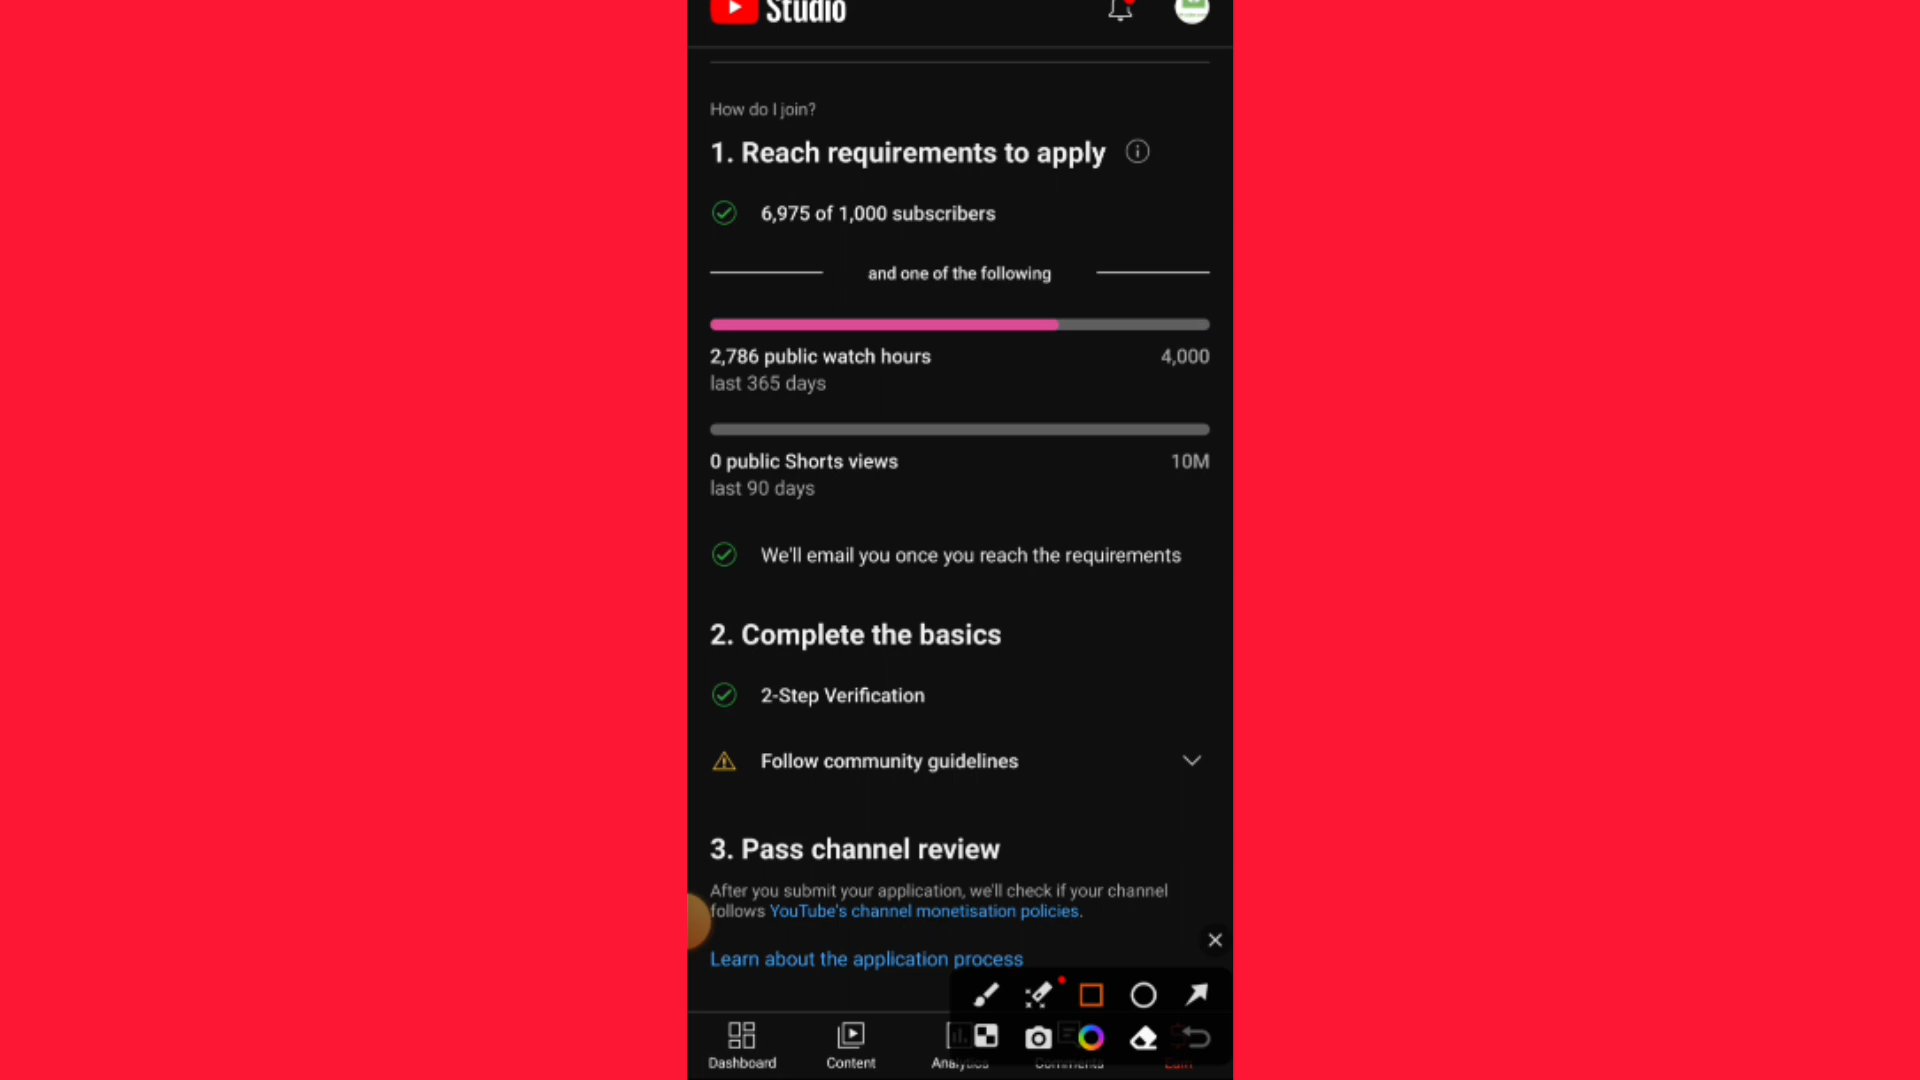 Studio
How do I join?
1. Reach requirements to apply
6,975 of 1,000 subscribers
and one of the following
2,786 public watch hours 4,000
last 365 days
0 public Shorts views 10M
last 90 days
We'll email you once you reach the requirements
2. Complete the basics
2-Step Verification
Follow community guidelines
3. Pass channel review
After you submit your application, we'll check if your channel
follows YouTube's channel monetisation policies.
Learn about the application process
Dashboard Content Analytics Comments Earn